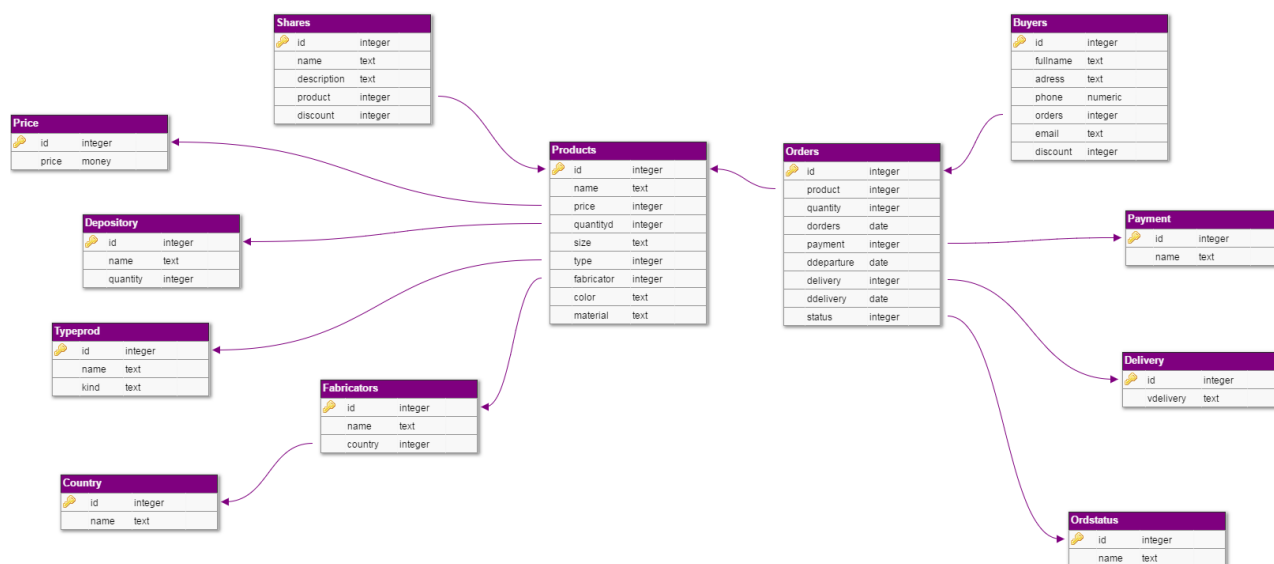 Shares
id integer
name text
description text
product integer
discount integer
Buyers
id integer
fullname text
adress text
phone numeric
orders integer
email text
discount integer
Price
id integer
price money
Products
id integer
name text
price integer
quantityd integer
size text
type integer
fabricator integer
color text
material text
Orders
id integer
product integer
quantity integer
dorders date
payment integer
ddeparture date
delivery integer
ddelivery date
status integer
Depository
id integer
name text
quantity integer
Payment
id integer
name text
Typeprod
id integer
name text
kind text
Delivery
id integer
vdelivery text
Fabricators
id integer
name text
country integer
Country
id integer
name text
Ordstatus
id integer
name text